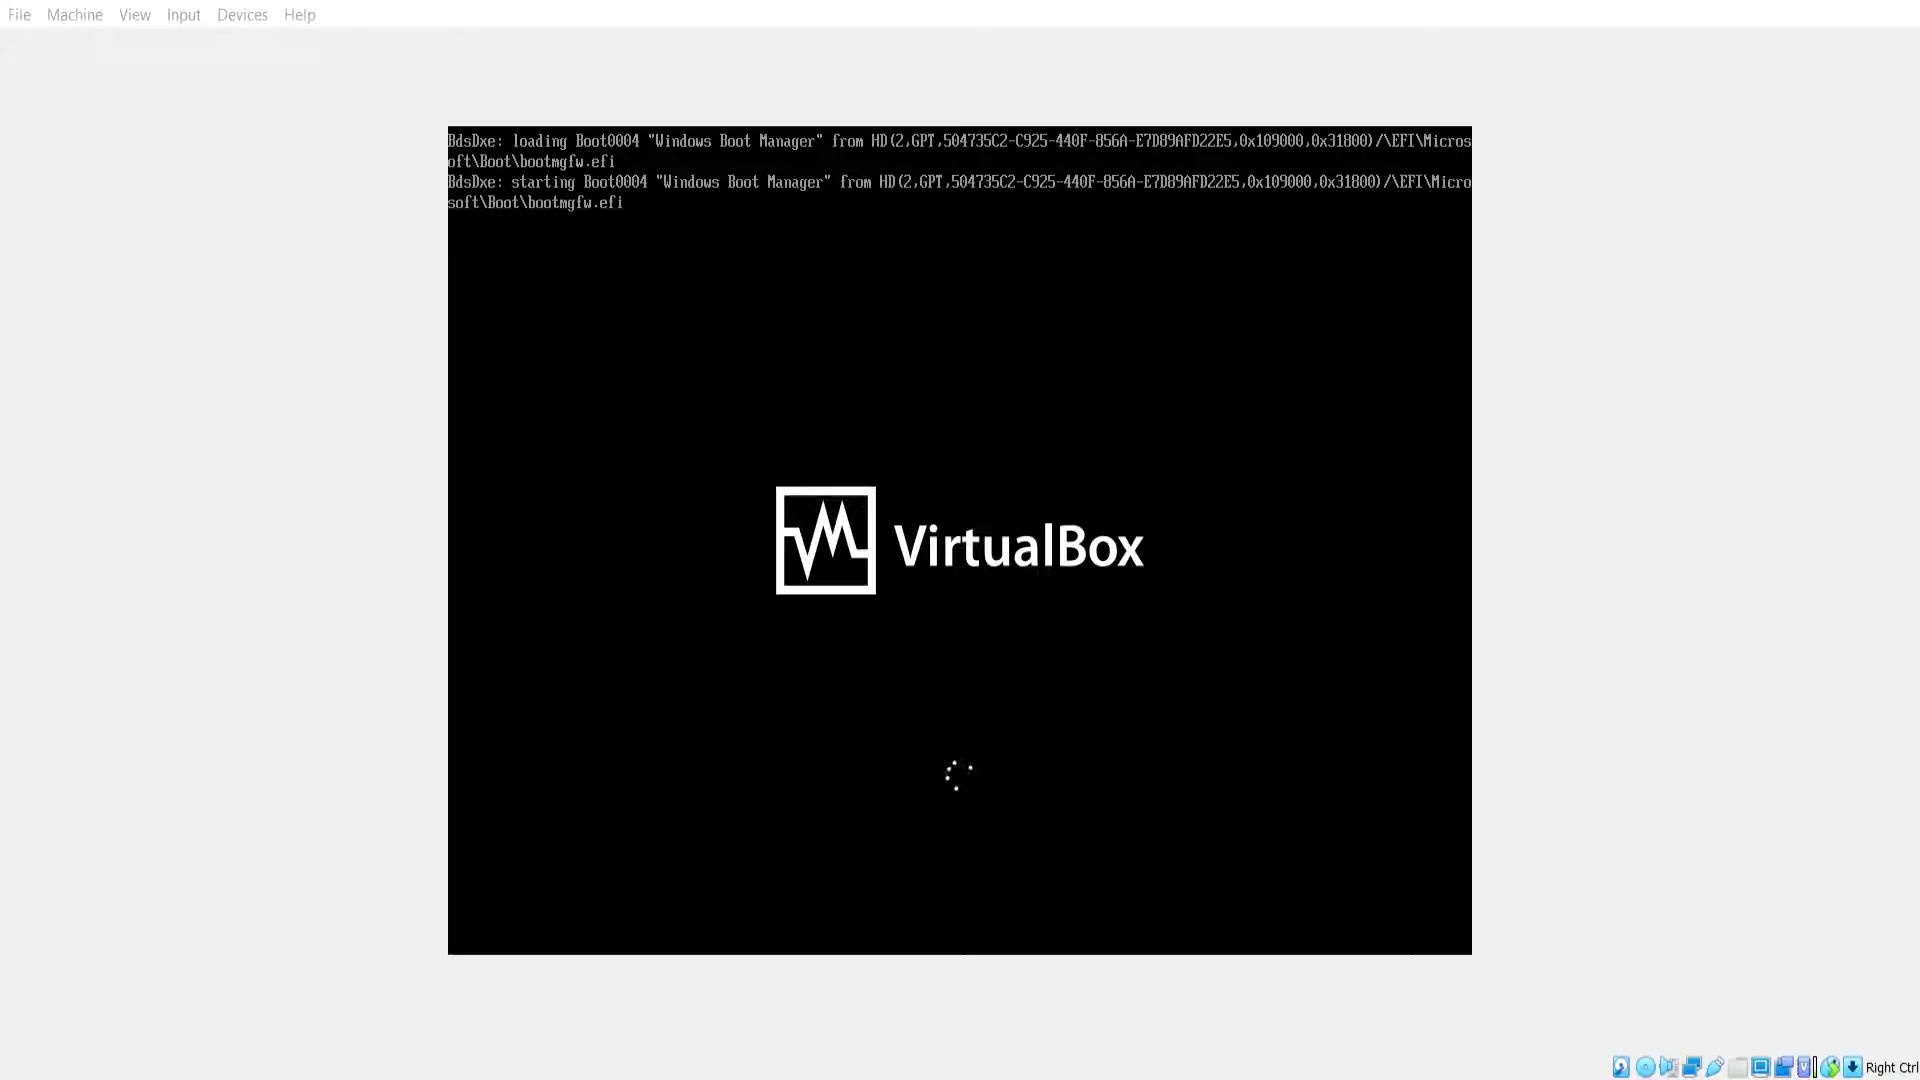 File Machine View Input Devices Help
BdsDxe: loading Boot0004 "Windows Boot Manager" from HD(2,GPT,504735C2-C925-440F-856A-E7D89AFD22E5,0x109000,0x31800)/\EFI\Micros
oft\Boot\bootmgfw.efi
BdsDxe: starting Boot0004 "Windows Boot Manager" from HD(2,GPT,504735C2-C925-440F-856A-E7D89AFD22E5,0x109000,0x31800)/\EFI\Micro
soft\Boot\bootmgfw.efi
VirtualBox
Right Ctrl